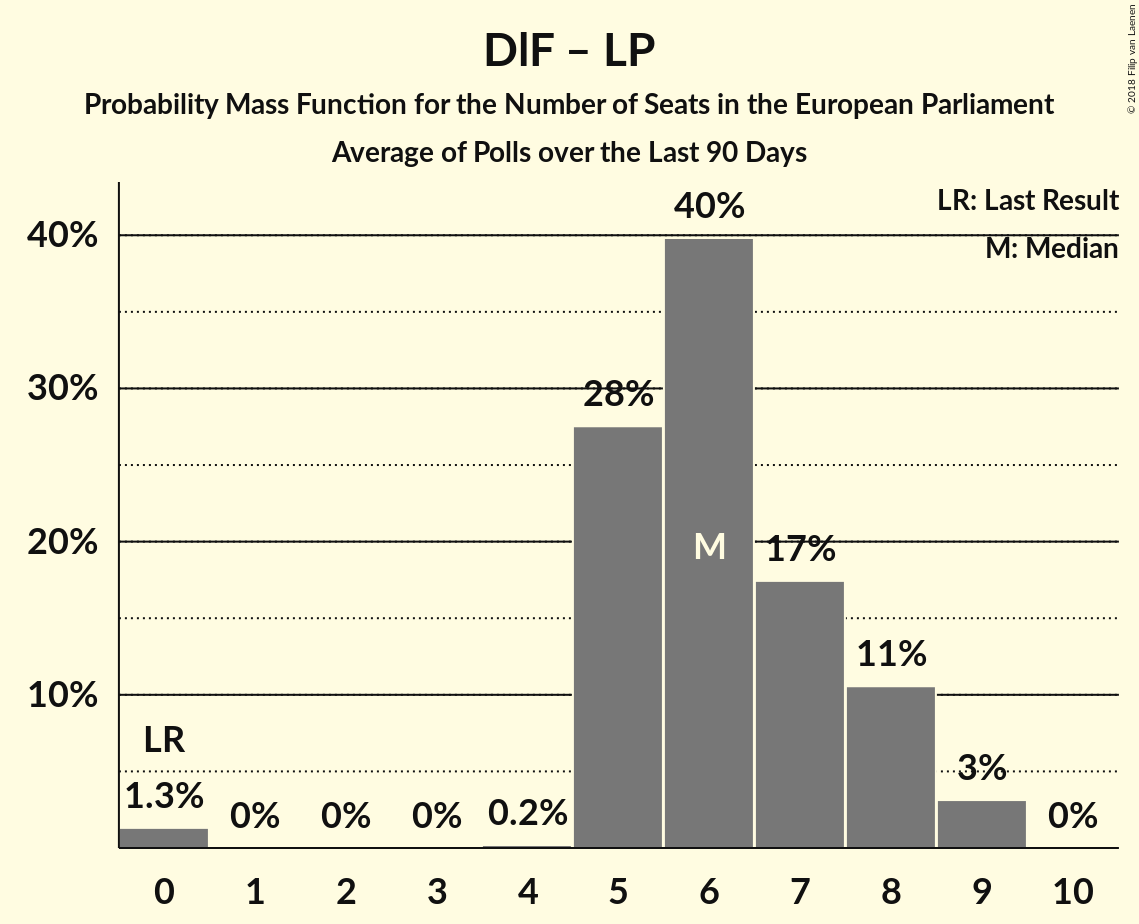 DlF – LP
Probability Mass Function for the Number of Seats in the European Parliament
Average of Polls over the Last 90 Days
© 2018 Filip van Laenen
LR: Last Result
M: Median
40%
30%
20%
10%
LR
1.3%
0%
0%
0%
0.2%
28%
40%
M
17%
11%
3%
0%
0 1 2 3 4 5 6 7 8 9 10